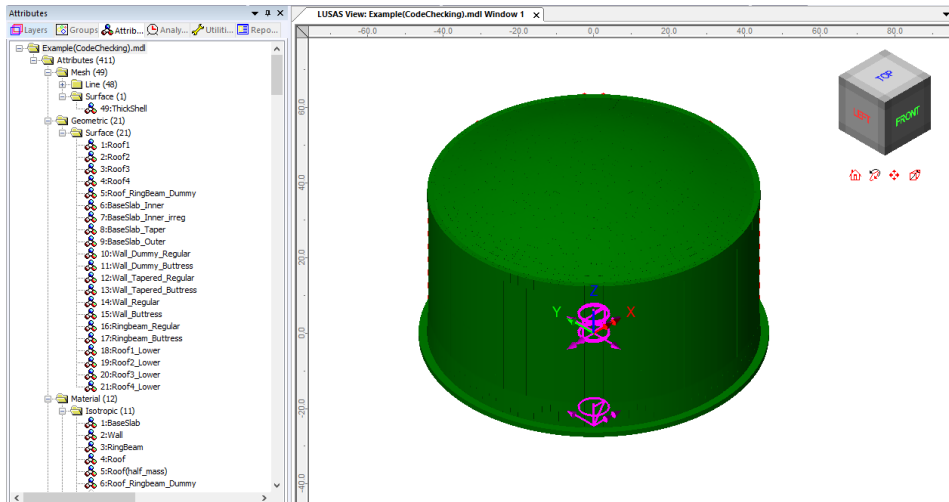 Attributes
Layers Groups Attrib... Analy... Utiliti... Repo...
Example(CodeChecking).mdl
Attributes (411)
Mesh (49)
Line (48)
Surface (1)
49:ThickShell
Geometric (21)
Surface (21)
1:Roof1
2:Roof2
3:Roof3
4:Roof4
5:Roof_RingBeam_Dummy
6:BaseSlab_Inner
7:BaseSlab_Inner_irreg
8:BaseSlab_Taper
9:BaseSlab_Outer
10:Wall_Dummy_Regular
11:Wall_Dummy_Buttress
12:Wall_Tapered_Regular
13:Wall_Tapered_Buttress
14:Wall_Regular
15:Wall_Buttress
16:Ringbeam_Regular
17:Ringbeam_Buttress
18:Roof1_Lower
19:Roof2_Lower
20:Roof3_Lower
21:Roof4_Lower
Material (12)
Isotropic (11)
1:BaseSlab
2:Wall
3:RingBeam
4:Roof
5:Roof(half_mass)
6:Roof_Ringbeam_Dummy
LUSAS View: Example(CodeChecking).mdl Window 1 x
-60.0 -40.0 -20.0 0,0 20.0 40.0 60.0 80.0
60.0
40.0
20.0
0,0
-20.0
-40.0
TOP
LEFT
FRONT
Z
Y
X